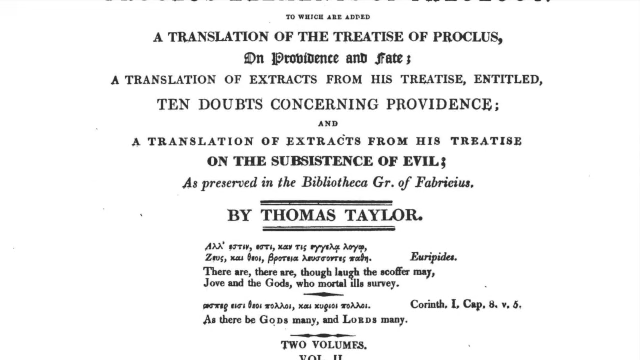 TO WHICH ARE ADDED
A TRANSLATION OF THE TREATISE OF PROCLUS,
On Providence and Fate;
A TRANSLATION OF EXTRACTS FROM HIS TREATISE, ENTITLED,
TEN DOUBTS CONCERNING PROVIDENCE;
AND
A TRANSLATION OF EXTRACTS FROM HIS TREATISE
ON THE SUBSISTENCE OF EVIL;
As preserved in the Bibliotheca Gr. of Fabricius.
BY THOMAS TAYLOR.
Αλλ' εστιν, εστι, καν τις εγγελᾳ λογῳ,
Ζευς, και θεοι, βροτεια λευσσοντες παθη. Euripides.
There are, there are, though laugh the scoffer may,
Jove and the Gods, who mortal ills survey.
ωσπερ εισι θεοι πολλοι, και κυριοι πολλοι. Corinth. I. Cap. 8. v. 5.
As there be GODS many, and LORDS many.
TWO VOLUMES.
VOL. II.